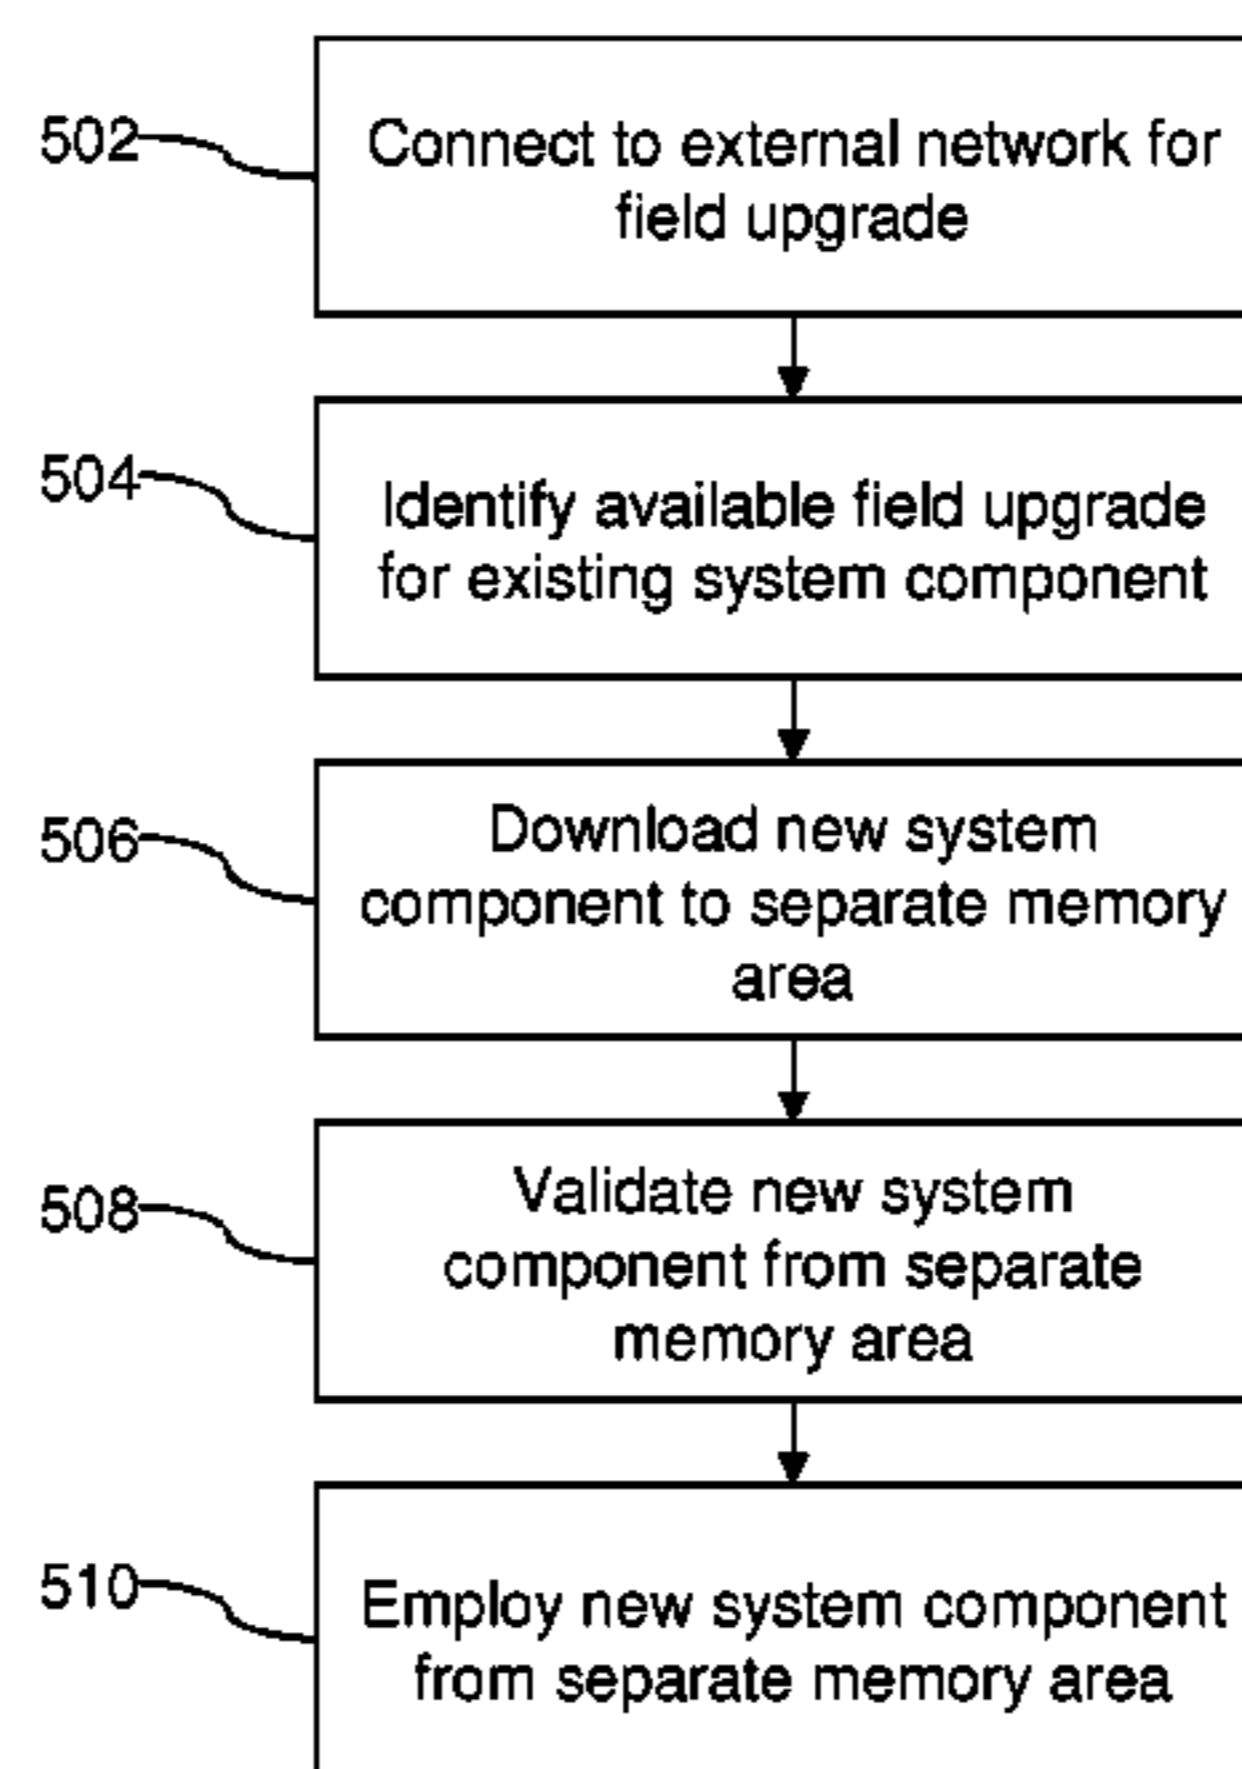 502
Connect to external network for
field upgrade
504
Identify available field upgrade
for existing system component
506
Download new system
component to separate memory
area
508
Validate new system
component from separate
memory area
510
Employ new system component
from separate memory area